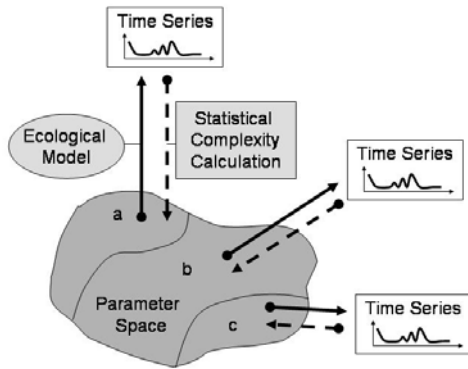 Time Series
Ecological
Model
Statistical
Complexity
Calculation
Time Series
a
b
Parameter
Space
c
Time Series